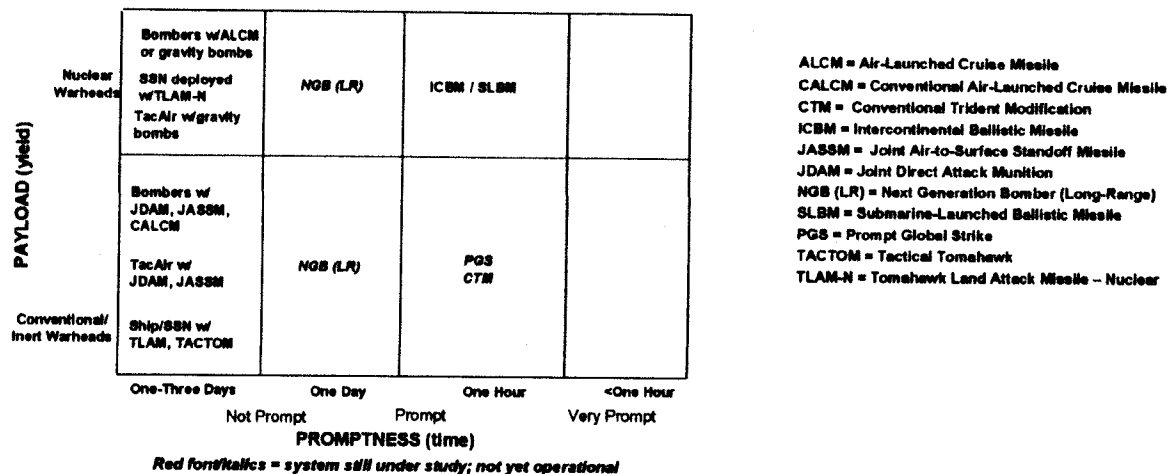 PAYLOAD (yield)
Nuclear
Warheads
Bombers w/ALCM
or gravity bombs
SSN deployed
w/TLAM-N
TacAir w/gravity
bombs
NGB (LR)
ICBM / SLBM
Conventional/
Inert Warheads
Bombers w/
JDAM, JASSM,
CALCM
TacAir w/
JDAM, JASSM
Ship/SSN w/
TLAM, TACTOM
NGB (LR)
PGS
CTM
One-Three Days
One Day
One Hour
<One Hour
Not Prompt
Prompt
Very Prompt
PROMPTNESS (time)
Red font/italics = system still under study; not yet operational
ALCM = Air-Launched Cruise Missile
CALCM = Conventional Air-Launched Cruise Missile
CTM = Conventional Trident Modification
ICBM = Intercontinental Ballistic Missile
JASSM = Joint Air-to-Surface Standoff Missile
JDAM = Joint Direct Attack Munition
NGB (LR) = Next Generation Bomber (Long-Range)
SLBM = Submarine-Launched Ballistic Missile
PGS = Prompt Global Strike
TACTOM = Tactical Tomahawk
TLAM-N = Tomahawk Land Attack Missile – Nuclear